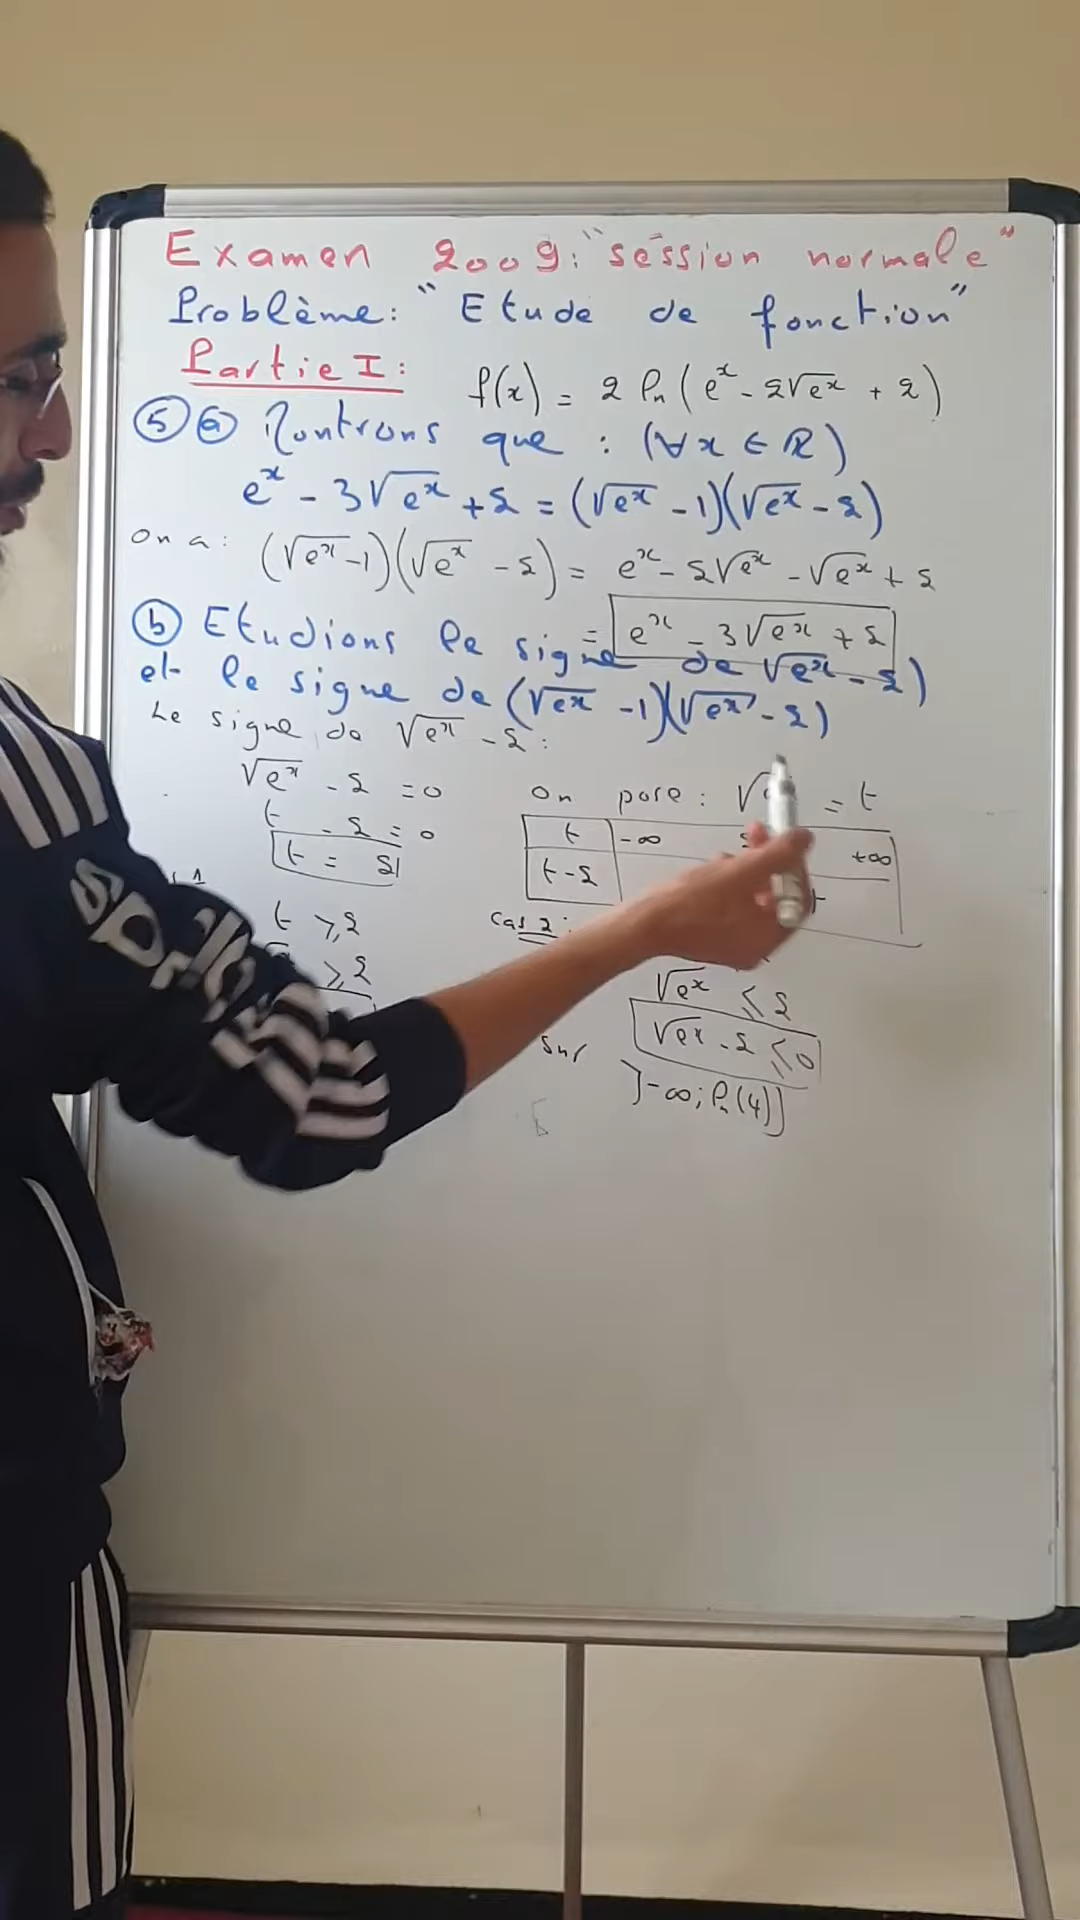 Examen 2009: "session normale"
Problème: "Etude de fonction"
Partie I: f(x) = 2 ln(e^x - 2√e^x + 2)
5 a Montrons que : (∀x ∈ ℝ)
e^x - 3√e^x + 2 = (√e^x - 1)(√e^x - 2)
On a: (√e^x - 1)(√e^x - 2) = e^x - 2√e^x - √e^x + 2
= e^x - 3√e^x + 2
b Etudions le signe de √e^x - 2)
et le signe de (√e^x - 1)(√e^x - 2)
Le signe de √e^x - 2 :
√e^x - 2 = 0
t - 2 = 0
t = 2
On pose : √ = t
t -∞ +∞
t - 2 +
1
t ≥ 2
≥ 2
Cas 2 :
√e^x ≤ 2
√e^x - 2 ≤ 0
Sur ]-∞; ln(4)]